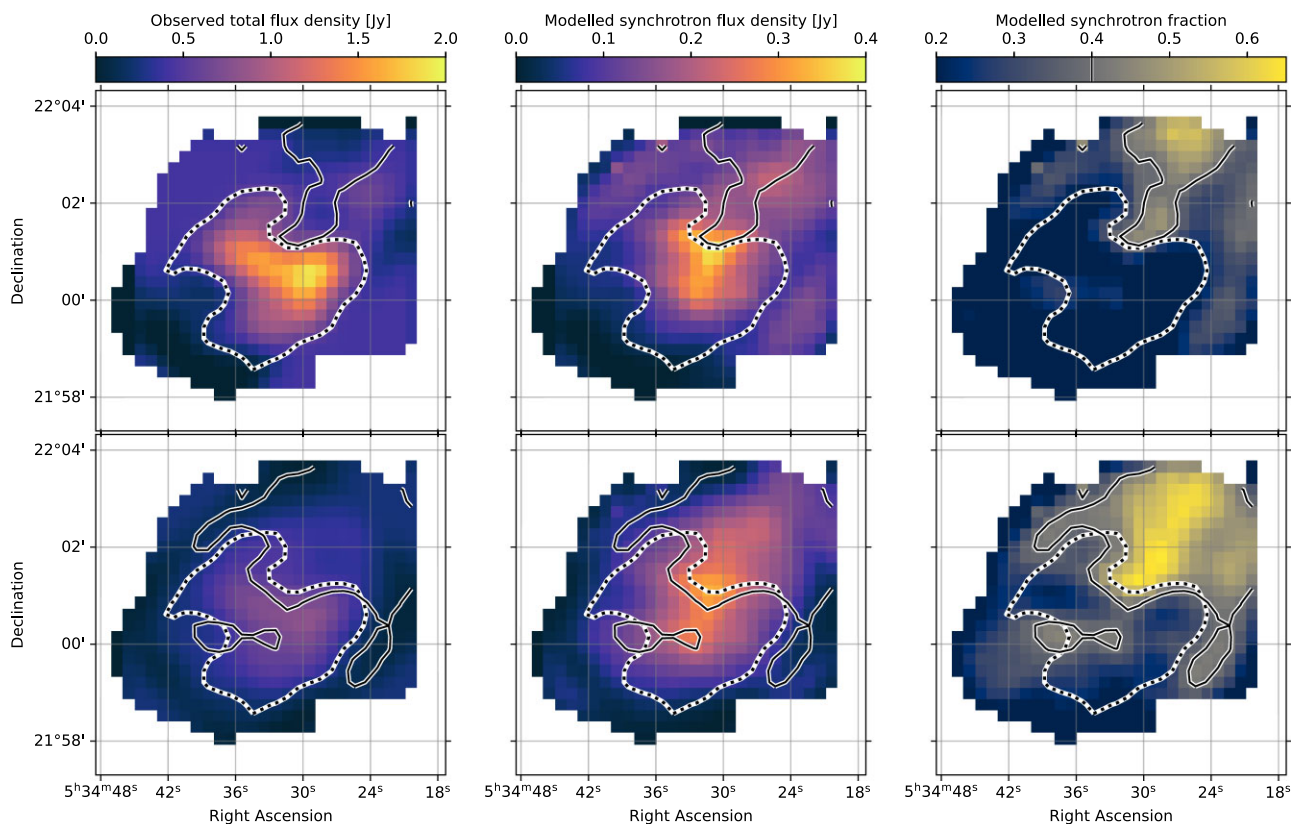 Observed total flux density [Jy] Modelled synchrotron flux density [Jy] Modelled synchrotron fraction
0.0 0.5 1.0 1.5 2.0 0.0 0.1 0.2 0.3 0.4 0.2 0.3 0.4 0.5 0.6
22°04'
02'
00'
21°58'
Declination
22°04'
02'
00'
21°58'
Declination
5ʰ34ᵐ48ˢ 42ˢ 36ˢ 30ˢ 24ˢ 18ˢ 48ˢ 42ˢ 36ˢ 30ˢ 24ˢ 18ˢ 48ˢ 42ˢ 36ˢ 30ˢ 24ˢ 18ˢ
Right Ascension Right Ascension Right Ascension